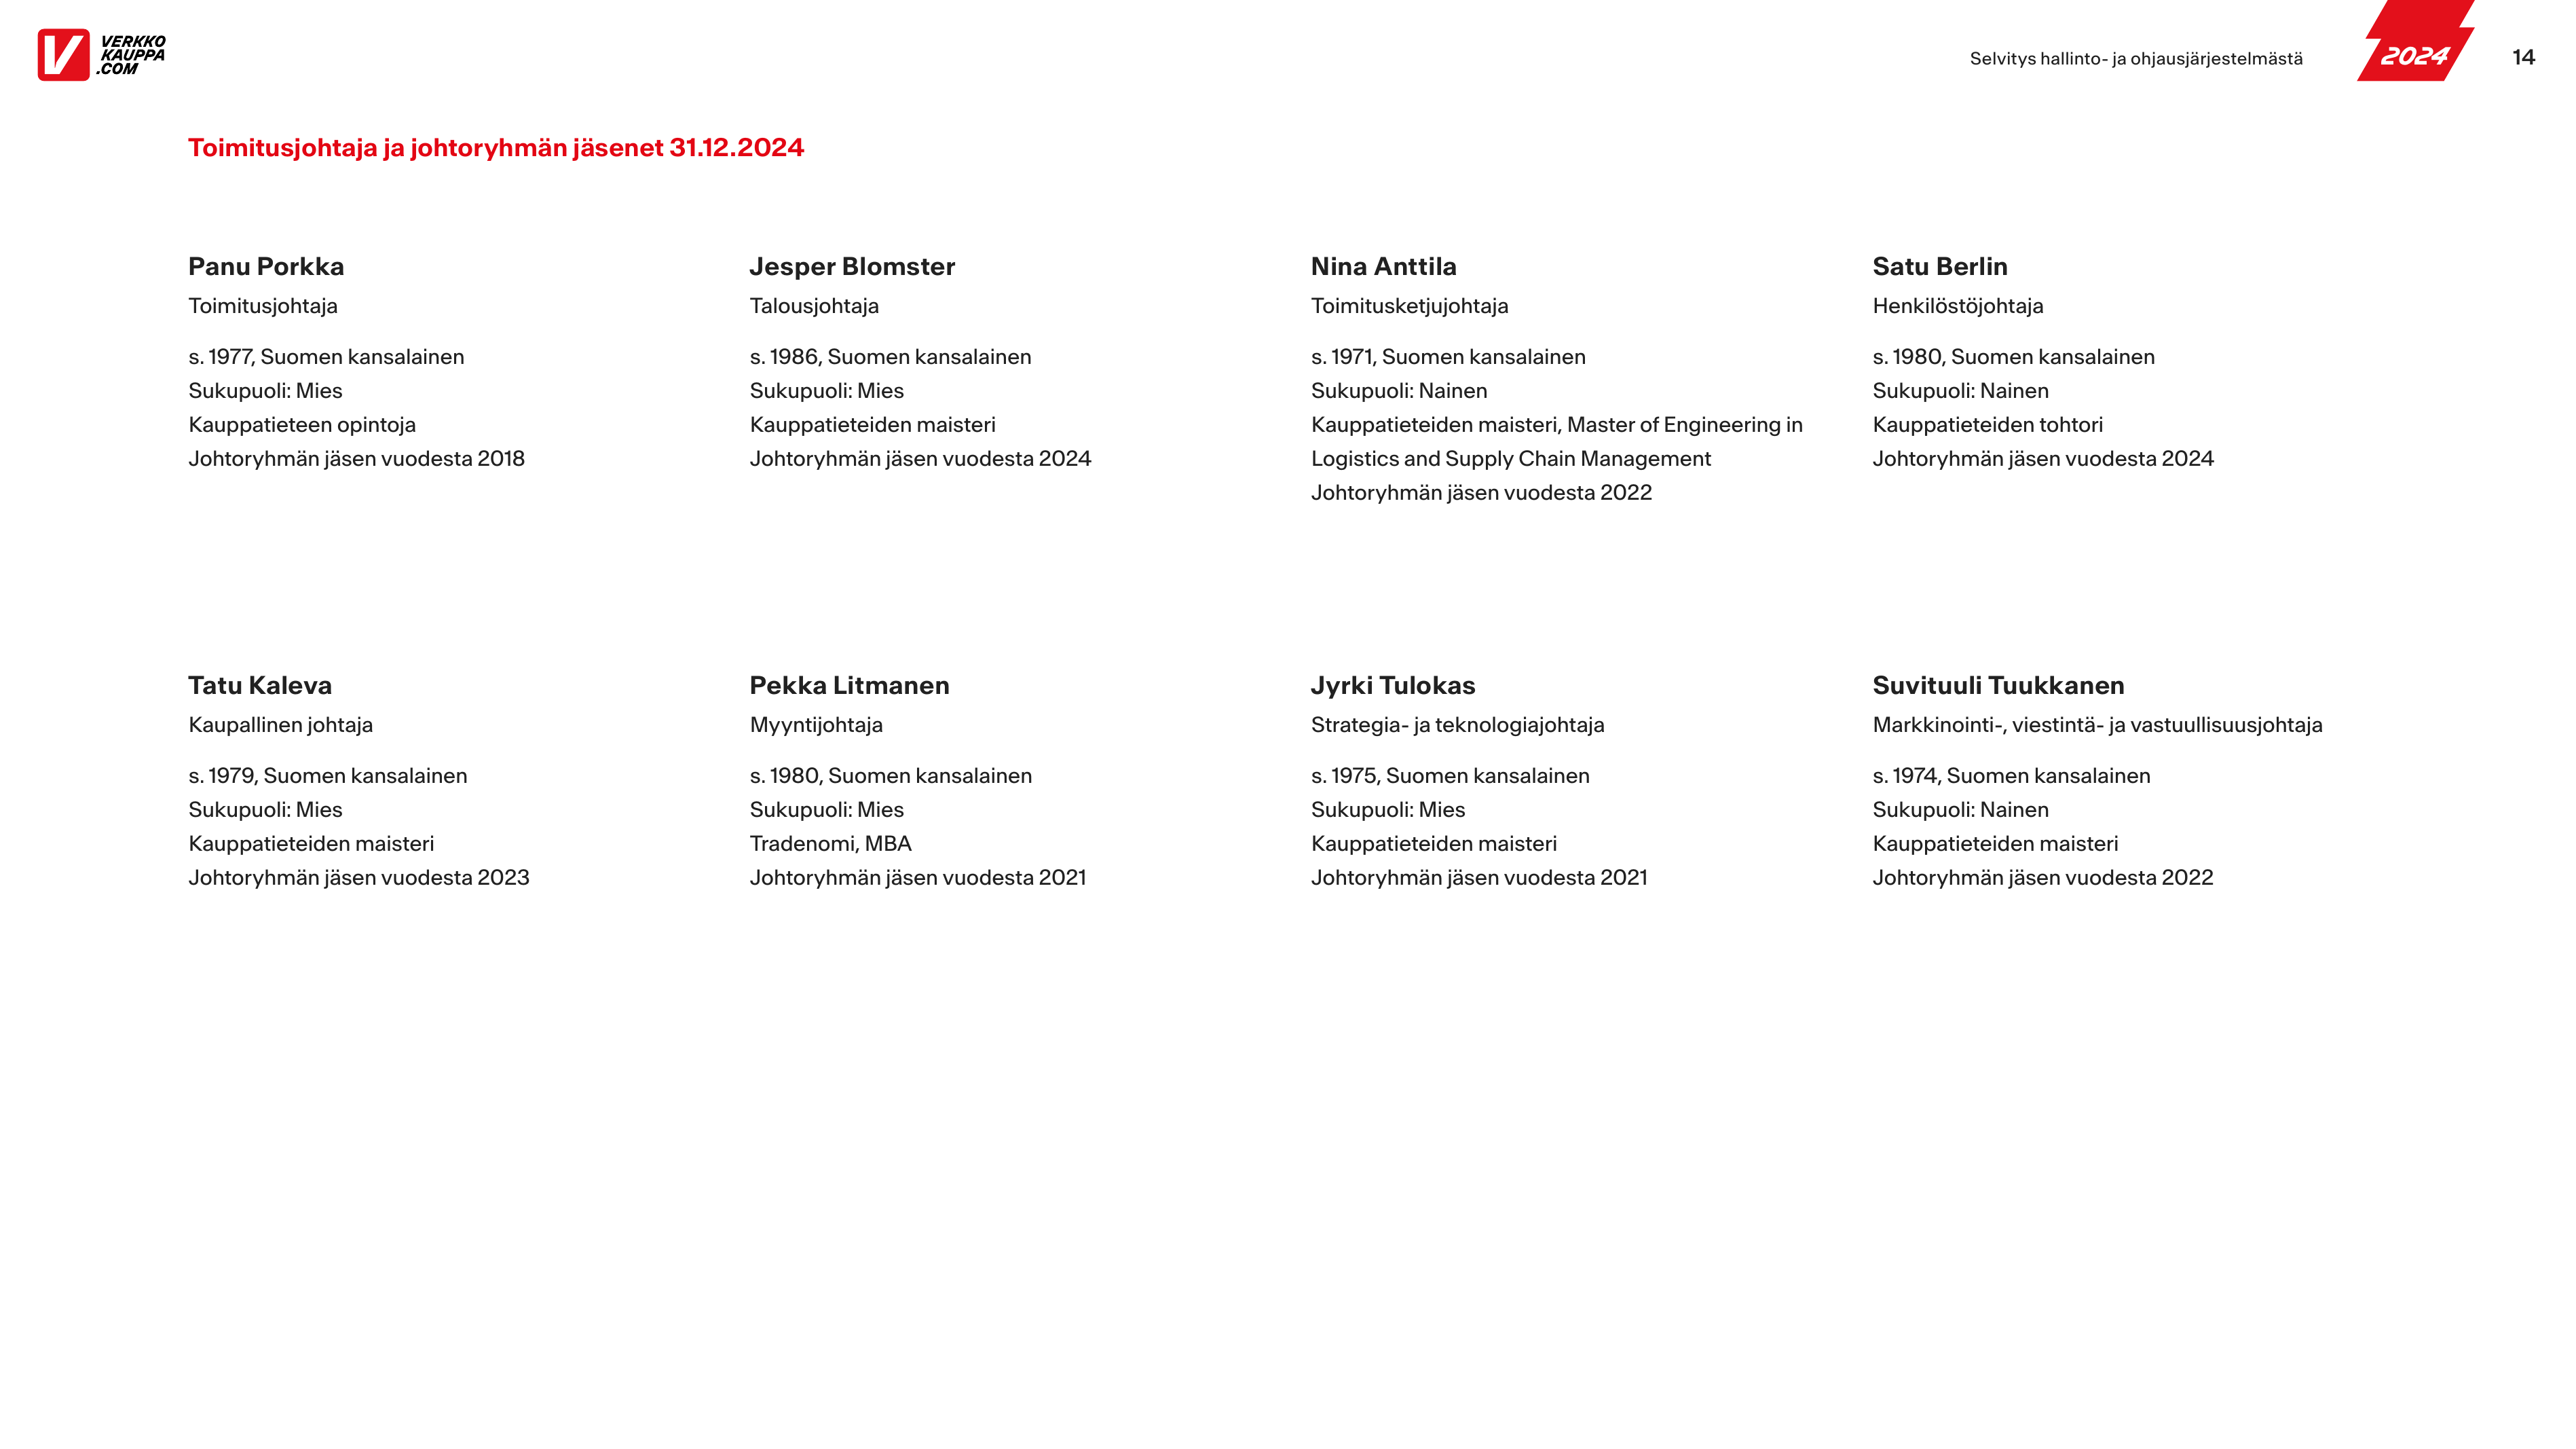 VERKKO
KAUPPA
.COM
Selvitys hallinto- ja ohjausjärjestelmästä
2024
14
Toimitusjohtaja ja johtoryhmän jäsenet 31.12.2024
Panu Porkka
Toimitusjohtaja
s. 1977, Suomen kansalainen
Sukupuoli: Mies
Kauppatieteen opintoja
Johtoryhmän jäsen vuodesta 2018
Jesper Blomster
Talousjohtaja
s. 1986, Suomen kansalainen
Sukupuoli: Mies
Kauppatieteiden maisteri
Johtoryhmän jäsen vuodesta 2024
Nina Anttila
Toimitusketjujohtaja
s. 1971, Suomen kansalainen
Sukupuoli: Nainen
Kauppatieteiden maisteri, Master of Engineering in
Logistics and Supply Chain Management
Johtoryhmän jäsen vuodesta 2022
Satu Berlin
Henkilöstöjohtaja
s. 1980, Suomen kansalainen
Sukupuoli: Nainen
Kauppatieteiden tohtori
Johtoryhmän jäsen vuodesta 2024
Tatu Kaleva
Kaupallinen johtaja
s. 1979, Suomen kansalainen
Sukupuoli: Mies
Kauppatieteiden maisteri
Johtoryhmän jäsen vuodesta 2023
Pekka Litmanen
Myyntijohtaja
s. 1980, Suomen kansalainen
Sukupuoli: Mies
Tradenomi, MBA
Johtoryhmän jäsen vuodesta 2021
Jyrki Tulokas
Strategia- ja teknologiajohtaja
s. 1975, Suomen kansalainen
Sukupuoli: Mies
Kauppatieteiden maisteri
Johtoryhmän jäsen vuodesta 2021
Suvituuli Tuukkanen
Markkinointi-, viestintä- ja vastuullisuusjohtaja
s. 1974, Suomen kansalainen
Sukupuoli: Nainen
Kauppatieteiden maisteri
Johtoryhmän jäsen vuodesta 2022